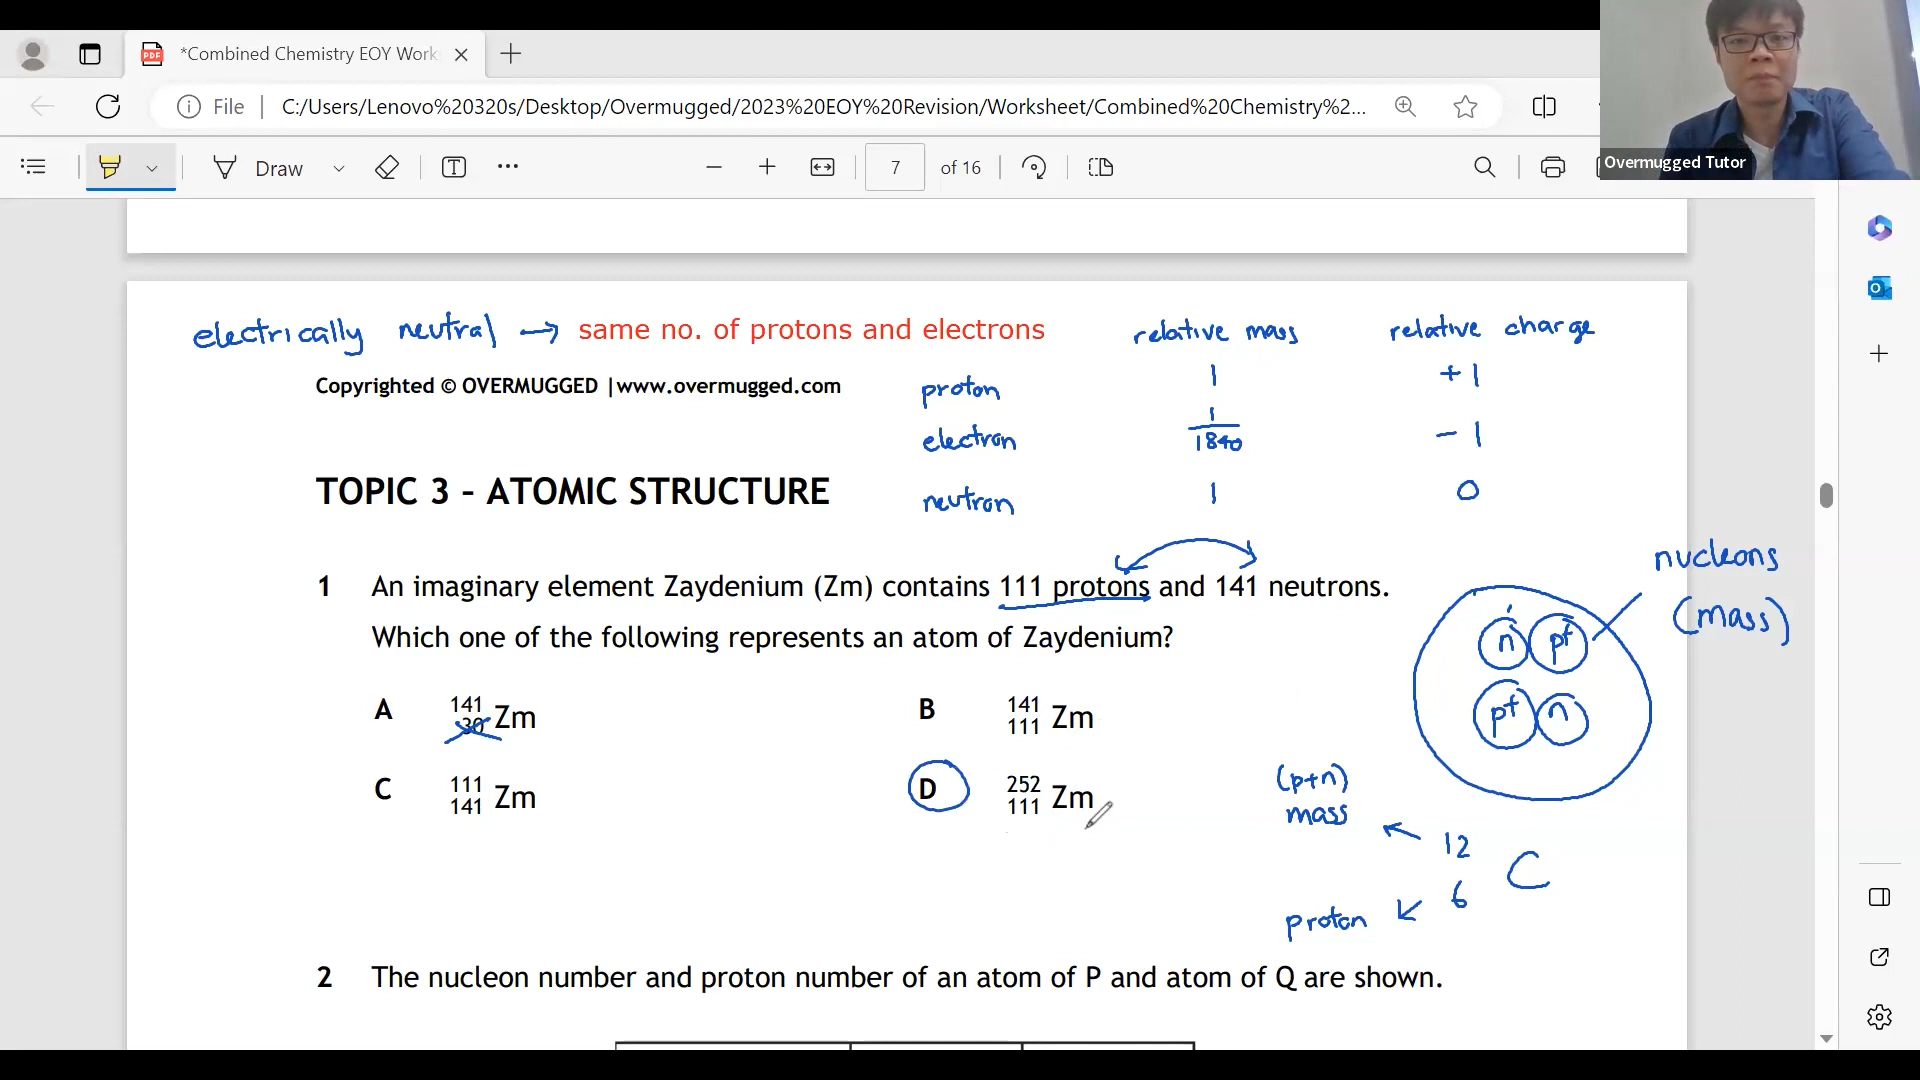 *Combined Chemistry EOY Work
File
C:/Users/Lenovo%20320s/Desktop/Overmugged/2023%20EOY%20Revision/Worksheet/Combined%20Chemistry%2...
Overmugged Tutor
Draw
7 of 16
electrically neutral → same no. of protons and electrons
relative mass relative charge
Copyrighted © OVERMUGGED |www.overmugged.com
proton 1 +1
electron 1/1840 -1
neutron 1 0
TOPIC 3 – ATOMIC STRUCTURE
nucleons
(mass)
1 An imaginary element Zaydenium (Zm) contains 111 protons and 141 neutrons.
Which one of the following represents an atom of Zaydenium?
n p+
p+ n
A 141 30 Zm
B 141 111 Zm
C 111 141 Zm
D 252 111 Zm
(p+n)
mass ← 12
C
proton ↙ 6
2 The nucleon number and proton number of an atom of P and atom of Q are shown.